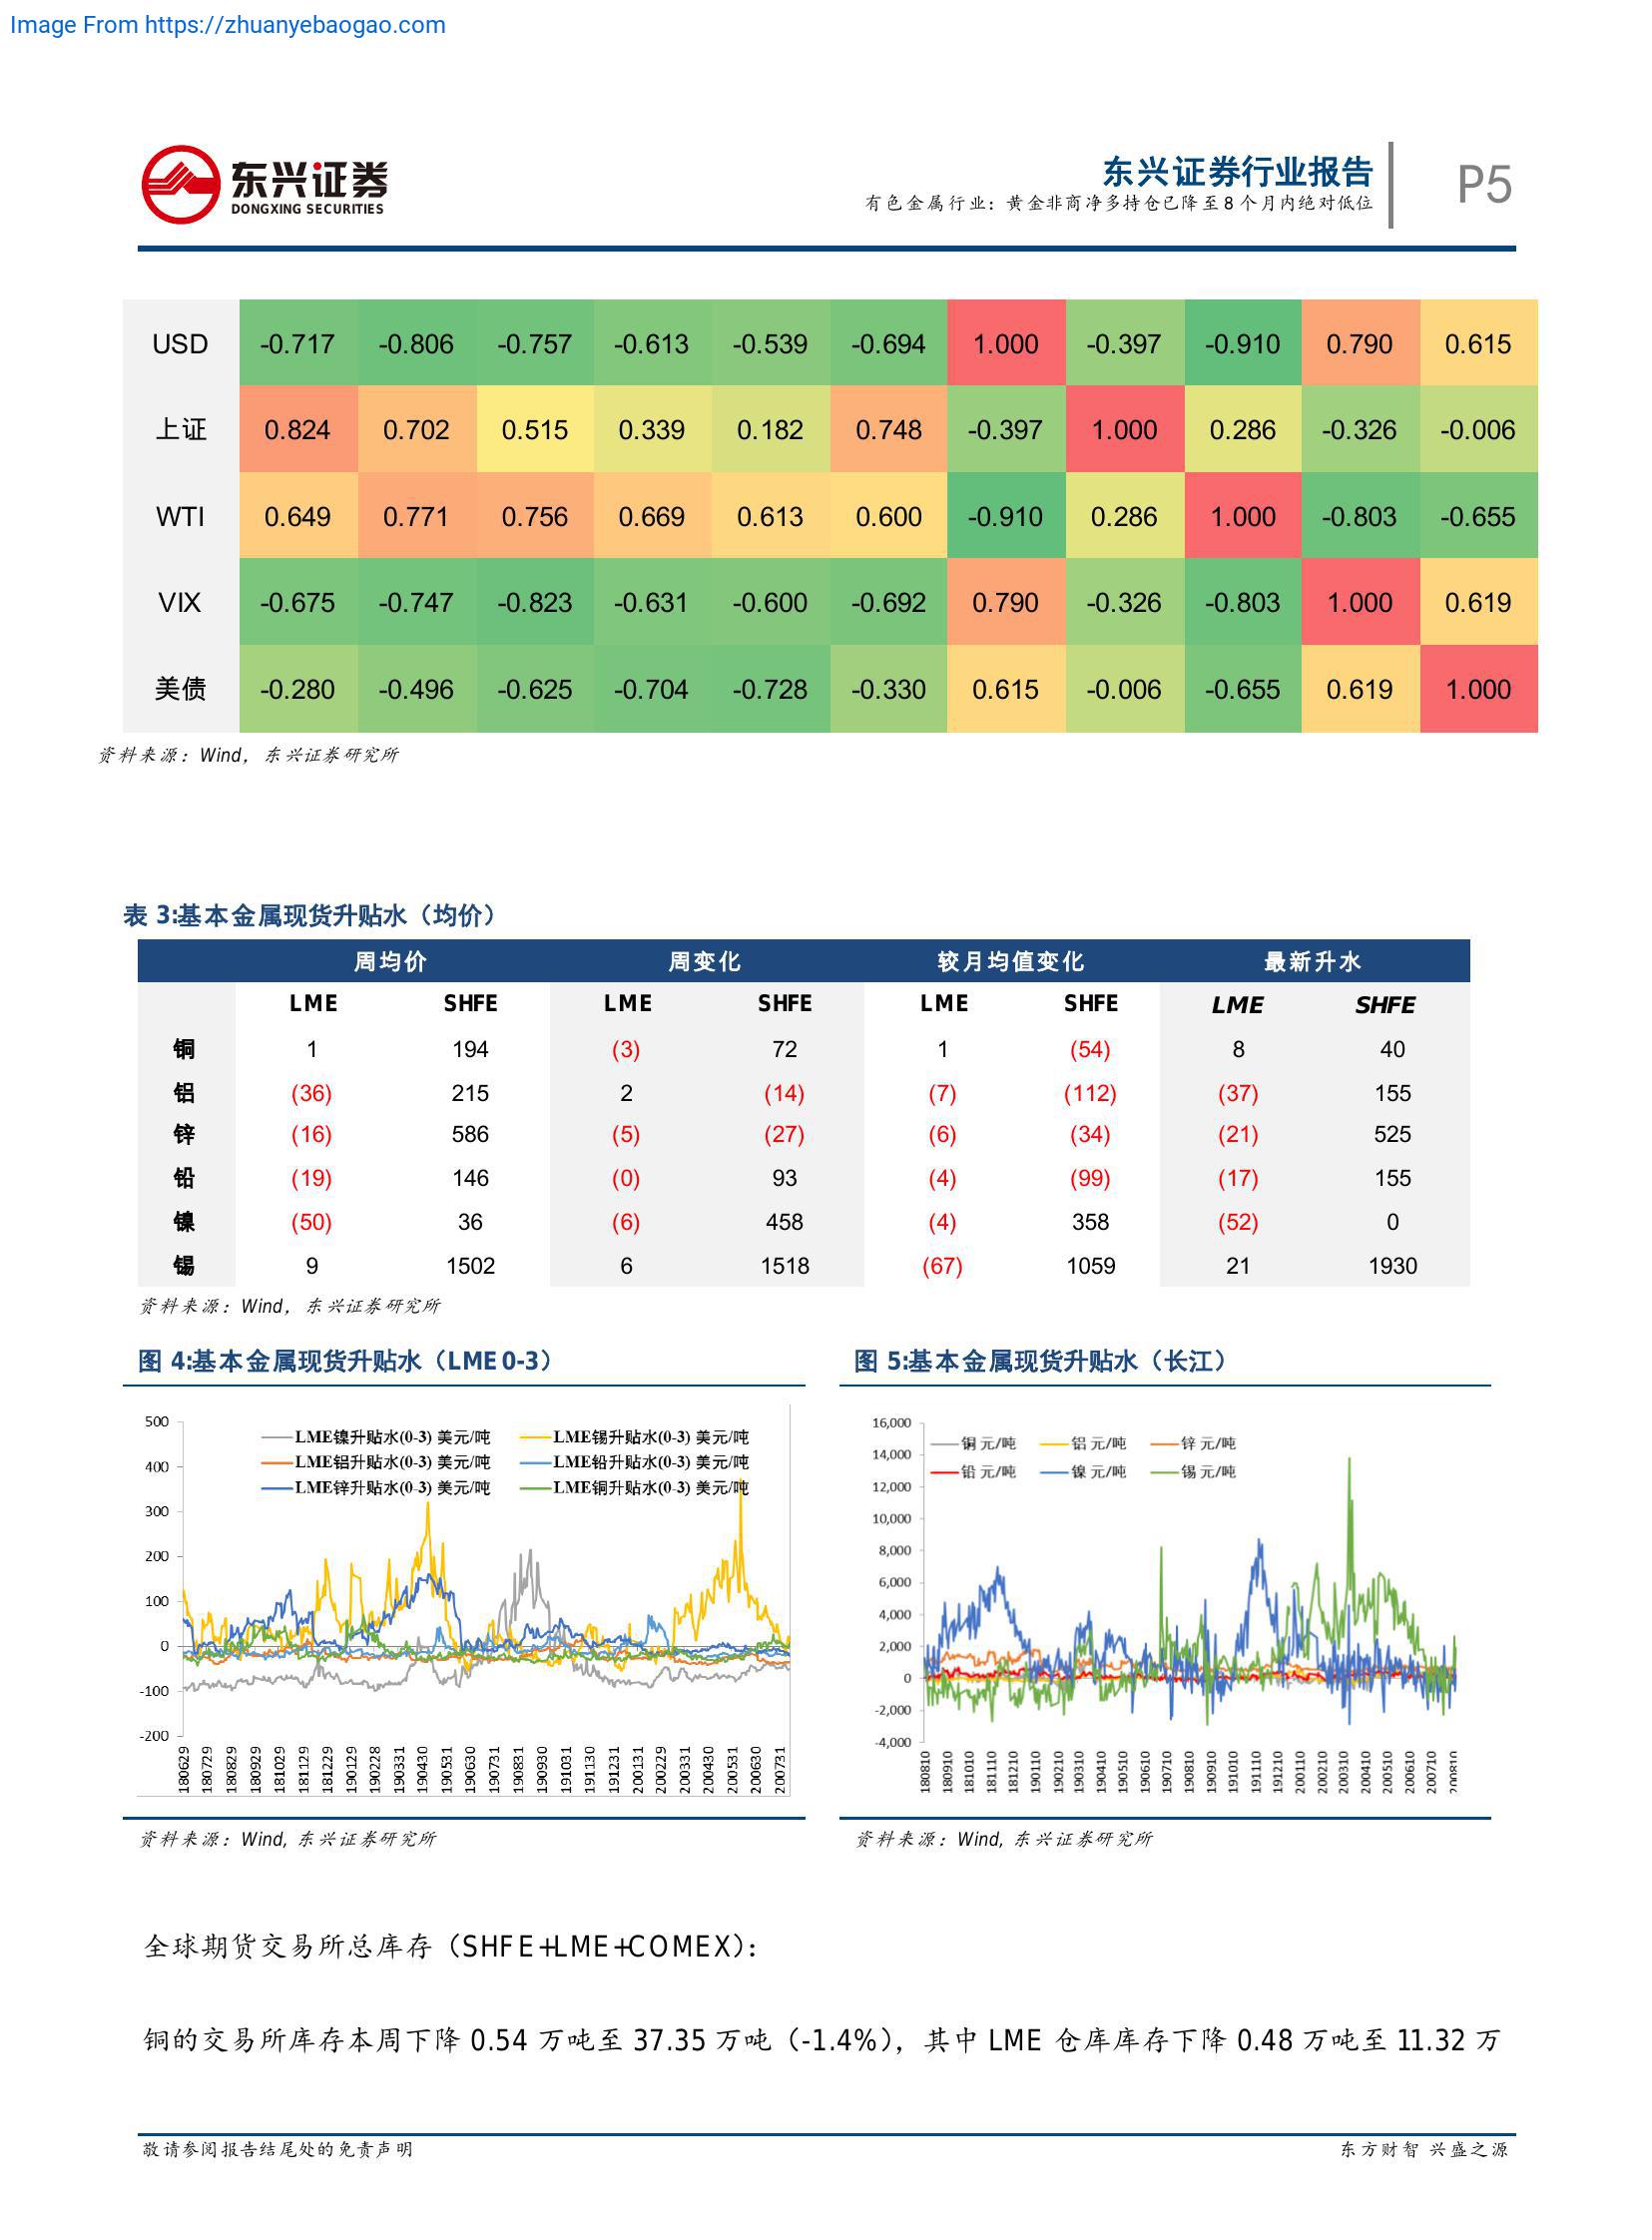 Image From https://zhuanyebaogao.com
东兴证券
DONGXING SECURITIES
东兴证券行业报告
有色金属行业：黄金非商净多持仓已降至8个月内绝对低位
P5
USD -0.717 -0.806 -0.757 -0.613 -0.539 -0.694 1.000 -0.397 -0.910 0.790 0.615
上证 0.824 0.702 0.515 0.339 0.182 0.748 -0.397 1.000 0.286 -0.326 -0.006
WTI 0.649 0.771 0.756 0.669 0.613 0.600 -0.910 0.286 1.000 -0.803 -0.655
VIX -0.675 -0.747 -0.823 -0.631 -0.600 -0.692 0.790 -0.326 -0.803 1.000 0.619
美债 -0.280 -0.496 -0.625 -0.704 -0.728 -0.330 0.615 -0.006 -0.655 0.619 1.000
资料来源：Wind，东兴证券研究所
表 3:基本金属现货升贴水（均价）
周均价 周变化 较月均值变化 最新升水
LME SHFE LME SHFE LME SHFE LME SHFE
铜 1 194 (3) 72 1 (54) 8 40
铝 (36) 215 2 (14) (7) (112) (37) 155
锌 (16) 586 (5) (27) (6) (34) (21) 525
铅 (19) 146 (0) 93 (4) (99) (17) 155
镍 (50) 36 (6) 458 (4) 358 (52) 0
锡 9 1502 6 1518 (67) 1059 21 1930
资料来源：Wind，东兴证券研究所
图 4:基本金属现货升贴水（LME 0-3）
LME镍升贴水(0-3) 美元/吨 LME锡升贴水(0-3) 美元/吨
LME铝升贴水(0-3) 美元/吨 LME铅升贴水(0-3) 美元/吨
LME锌升贴水(0-3) 美元/吨 LME铜升贴水(0-3) 美元/吨
500
400
300
200
100
0
-100
-200
180629 180729 180829 180929 181029 181129 181229 190129 190228 190331 190430 190531 190630 190731 190831 190930 191031 191130 191231 200131 200229 200331 200430 200531 200630 200731
资料来源：Wind, 东兴证券研究所
图 5:基本金属现货升贴水（长江）
铜 元/吨 铝 元/吨 锌 元/吨
铅 元/吨 镍 元/吨 锡 元/吨
16,000
14,000
12,000
10,000
8,000
6,000
4,000
2,000
0
-2,000
-4,000
180810 180910 181010 181110 181210 190110 190210 190310 190410 190510 190610 190710 190810 190910 191010 191110 191210 200110 200210 200310 200410 200510 200610 200710 200810
资料来源：Wind, 东兴证券研究所
全球期货交易所总库存（SHFE+LME+COMEX）：
铜的交易所库存本周下降 0.54 万吨至 37.35 万吨（-1.4%），其中 LME 仓库库存下降 0.48 万吨至 11.32 万
敬请参阅报告结尾处的免责声明
东方财智 兴盛之源